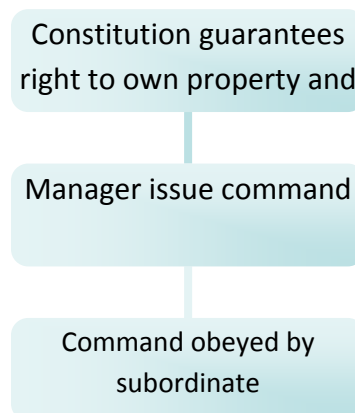 Constitution guarantees
right to own property and
Manager issue command
Command obeyed by
subordinate